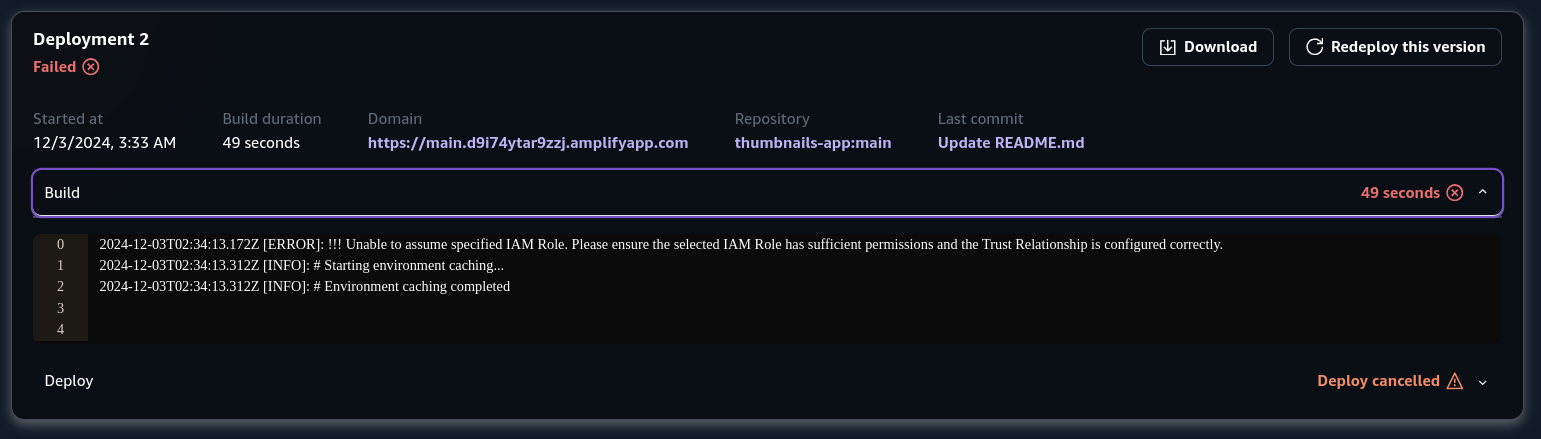 Deployment 2
Download
Redeploy this version
Failed
Started at
Build duration
Domain
Repository
Last commit
12/3/2024, 3:33 AM
49 seconds
https://main.d9i74ytar9zzj.amplifyapp.com
thumbnails-app:main
Update README.md
Build
49 seconds
0 2024-12-03T02:34:13.172Z [ERROR]: !!! Unable to assume specified IAM Role. Please ensure the selected IAM Role has sufficient permissions and the Trust Relationship is configured correctly.
1 2024-12-03T02:34:13.312Z [INFO]: # Starting environment caching...
2 2024-12-03T02:34:13.312Z [INFO]: # Environment caching completed
3
4
Deploy
Deploy cancelled